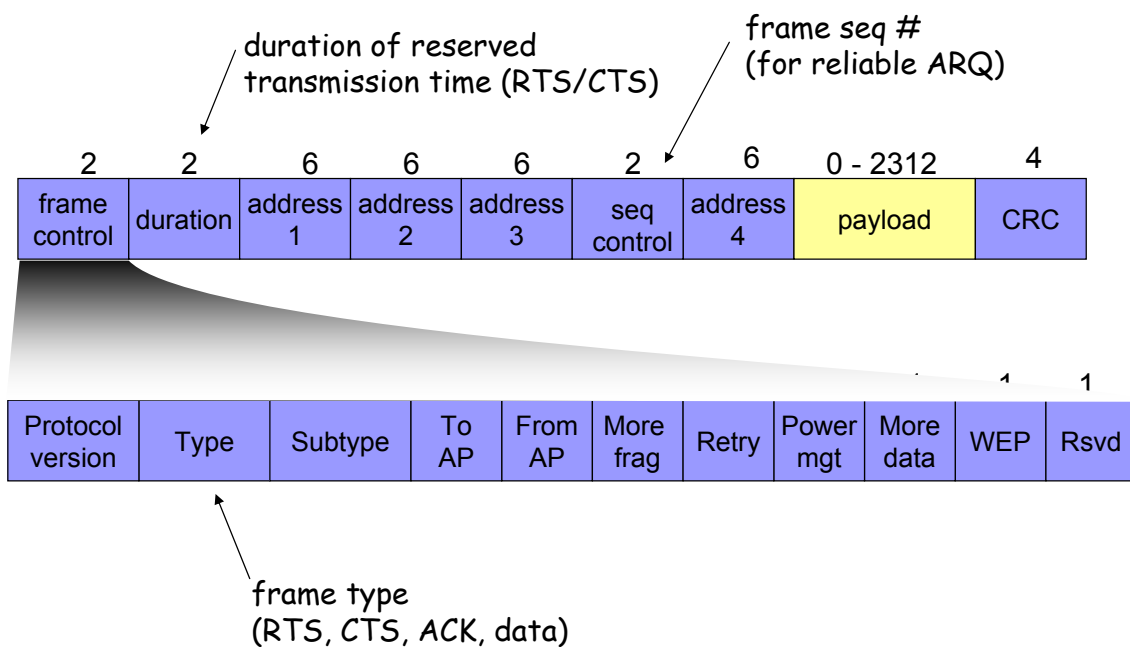 duration of reserved
transmission time (RTS/CTS)
frame seq #
(for reliable ARQ)
2 2 6 6 6 2 6 0 - 2312 4
frame control
duration
address 1
address 2
address 3
seq control
address 4
payload
CRC
1
Protocol version
Type
Subtype
To AP
From AP
More frag
Retry
Power mgt
More data
WEP
Rsvd
frame type
(RTS, CTS, ACK, data)